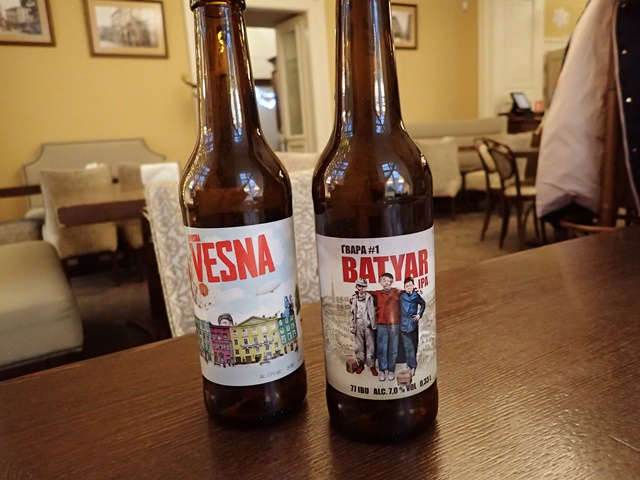 VESNA
ГВАРА #1
BATYAR
IPA
77 IBU ALC. 7,0 % VOL 0,33 L